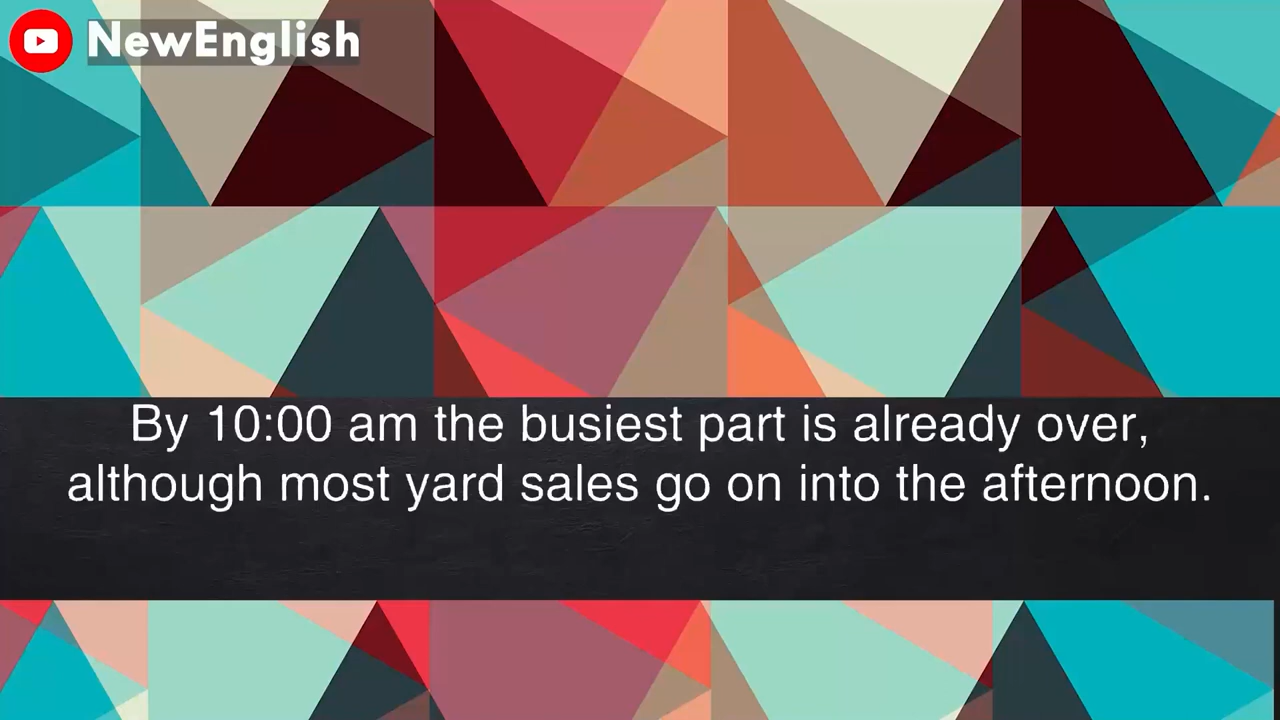 NewEnglish
By 10:00 am the busiest part is already over,
although most yard sales go on into the afternoon.